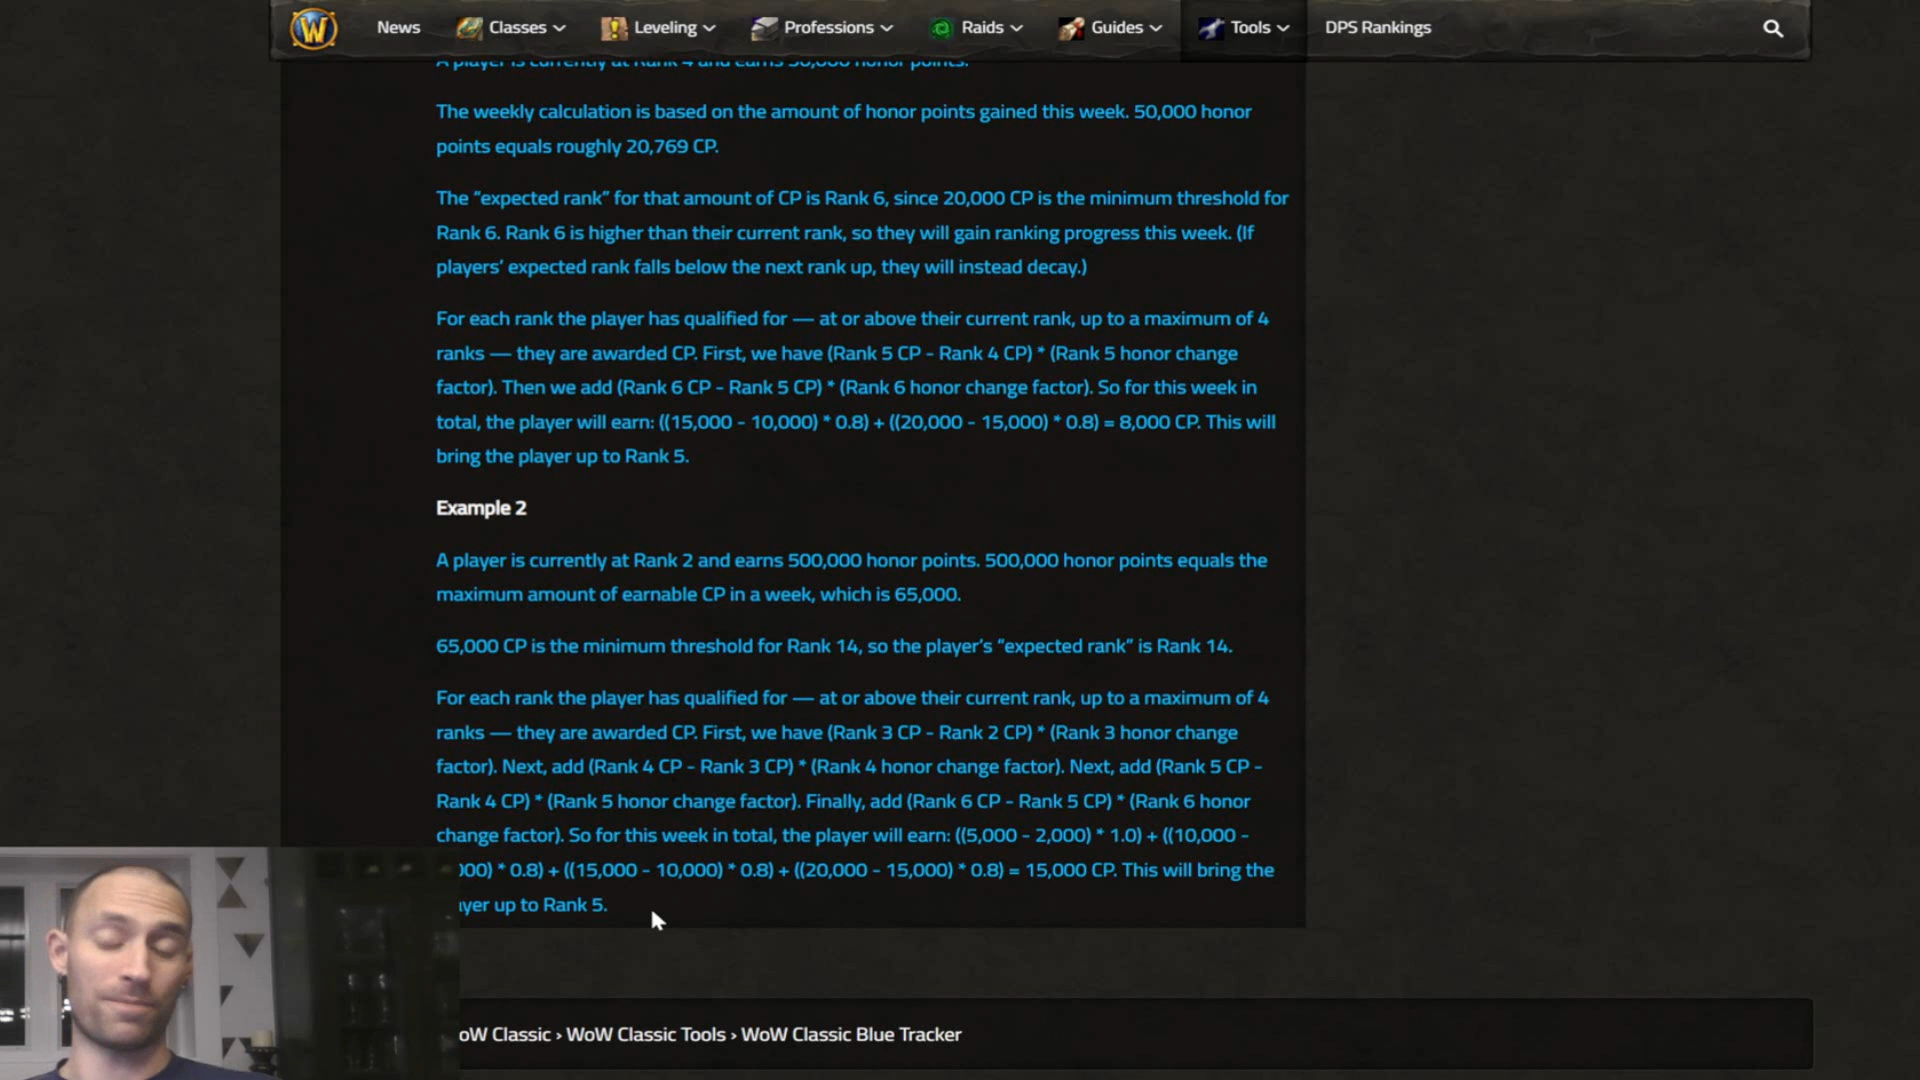 News Classes Leveling Professions Raids Guides Tools DPS Rankings
A player is currently at Rank 4 and earns 50,000 honor points.
The weekly calculation is based on the amount of honor points gained this week. 50,000 honor
points equals roughly 20,769 CP.
The “expected rank” for that amount of CP is Rank 6, since 20,000 CP is the minimum threshold for
Rank 6. Rank 6 is higher than their current rank, so they will gain ranking progress this week. (If
players’ expected rank falls below the next rank up, they will instead decay.)
For each rank the player has qualified for — at or above their current rank, up to a maximum of 4
ranks — they are awarded CP. First, we have (Rank 5 CP - Rank 4 CP) * (Rank 5 honor change
factor). Then we add (Rank 6 CP - Rank 5 CP) * (Rank 6 honor change factor). So for this week in
total, the player will earn: ((15,000 - 10,000) * 0.8) + ((20,000 - 15,000) * 0.8) = 8,000 CP. This will
bring the player up to Rank 5.
Example 2
A player is currently at Rank 2 and earns 500,000 honor points. 500,000 honor points equals the
maximum amount of earnable CP in a week, which is 65,000.
65,000 CP is the minimum threshold for Rank 14, so the player’s “expected rank” is Rank 14.
For each rank the player has qualified for — at or above their current rank, up to a maximum of 4
ranks — they are awarded CP. First, we have (Rank 3 CP - Rank 2 CP) * (Rank 3 honor change
factor). Next, add (Rank 4 CP - Rank 3 CP) * (Rank 4 honor change factor). Next, add (Rank 5 CP -
Rank 4 CP) * (Rank 5 honor change factor). Finally, add (Rank 6 CP - Rank 5 CP) * (Rank 6 honor
change factor). So for this week in total, the player will earn: ((5,000 - 2,000) * 1.0) + ((10,000 -
000) * 0.8) + ((15,000 - 10,000) * 0.8) + ((20,000 - 15,000) * 0.8) = 15,000 CP. This will bring the
yer up to Rank 5.
oW Classic › WoW Classic Tools › WoW Classic Blue Tracker